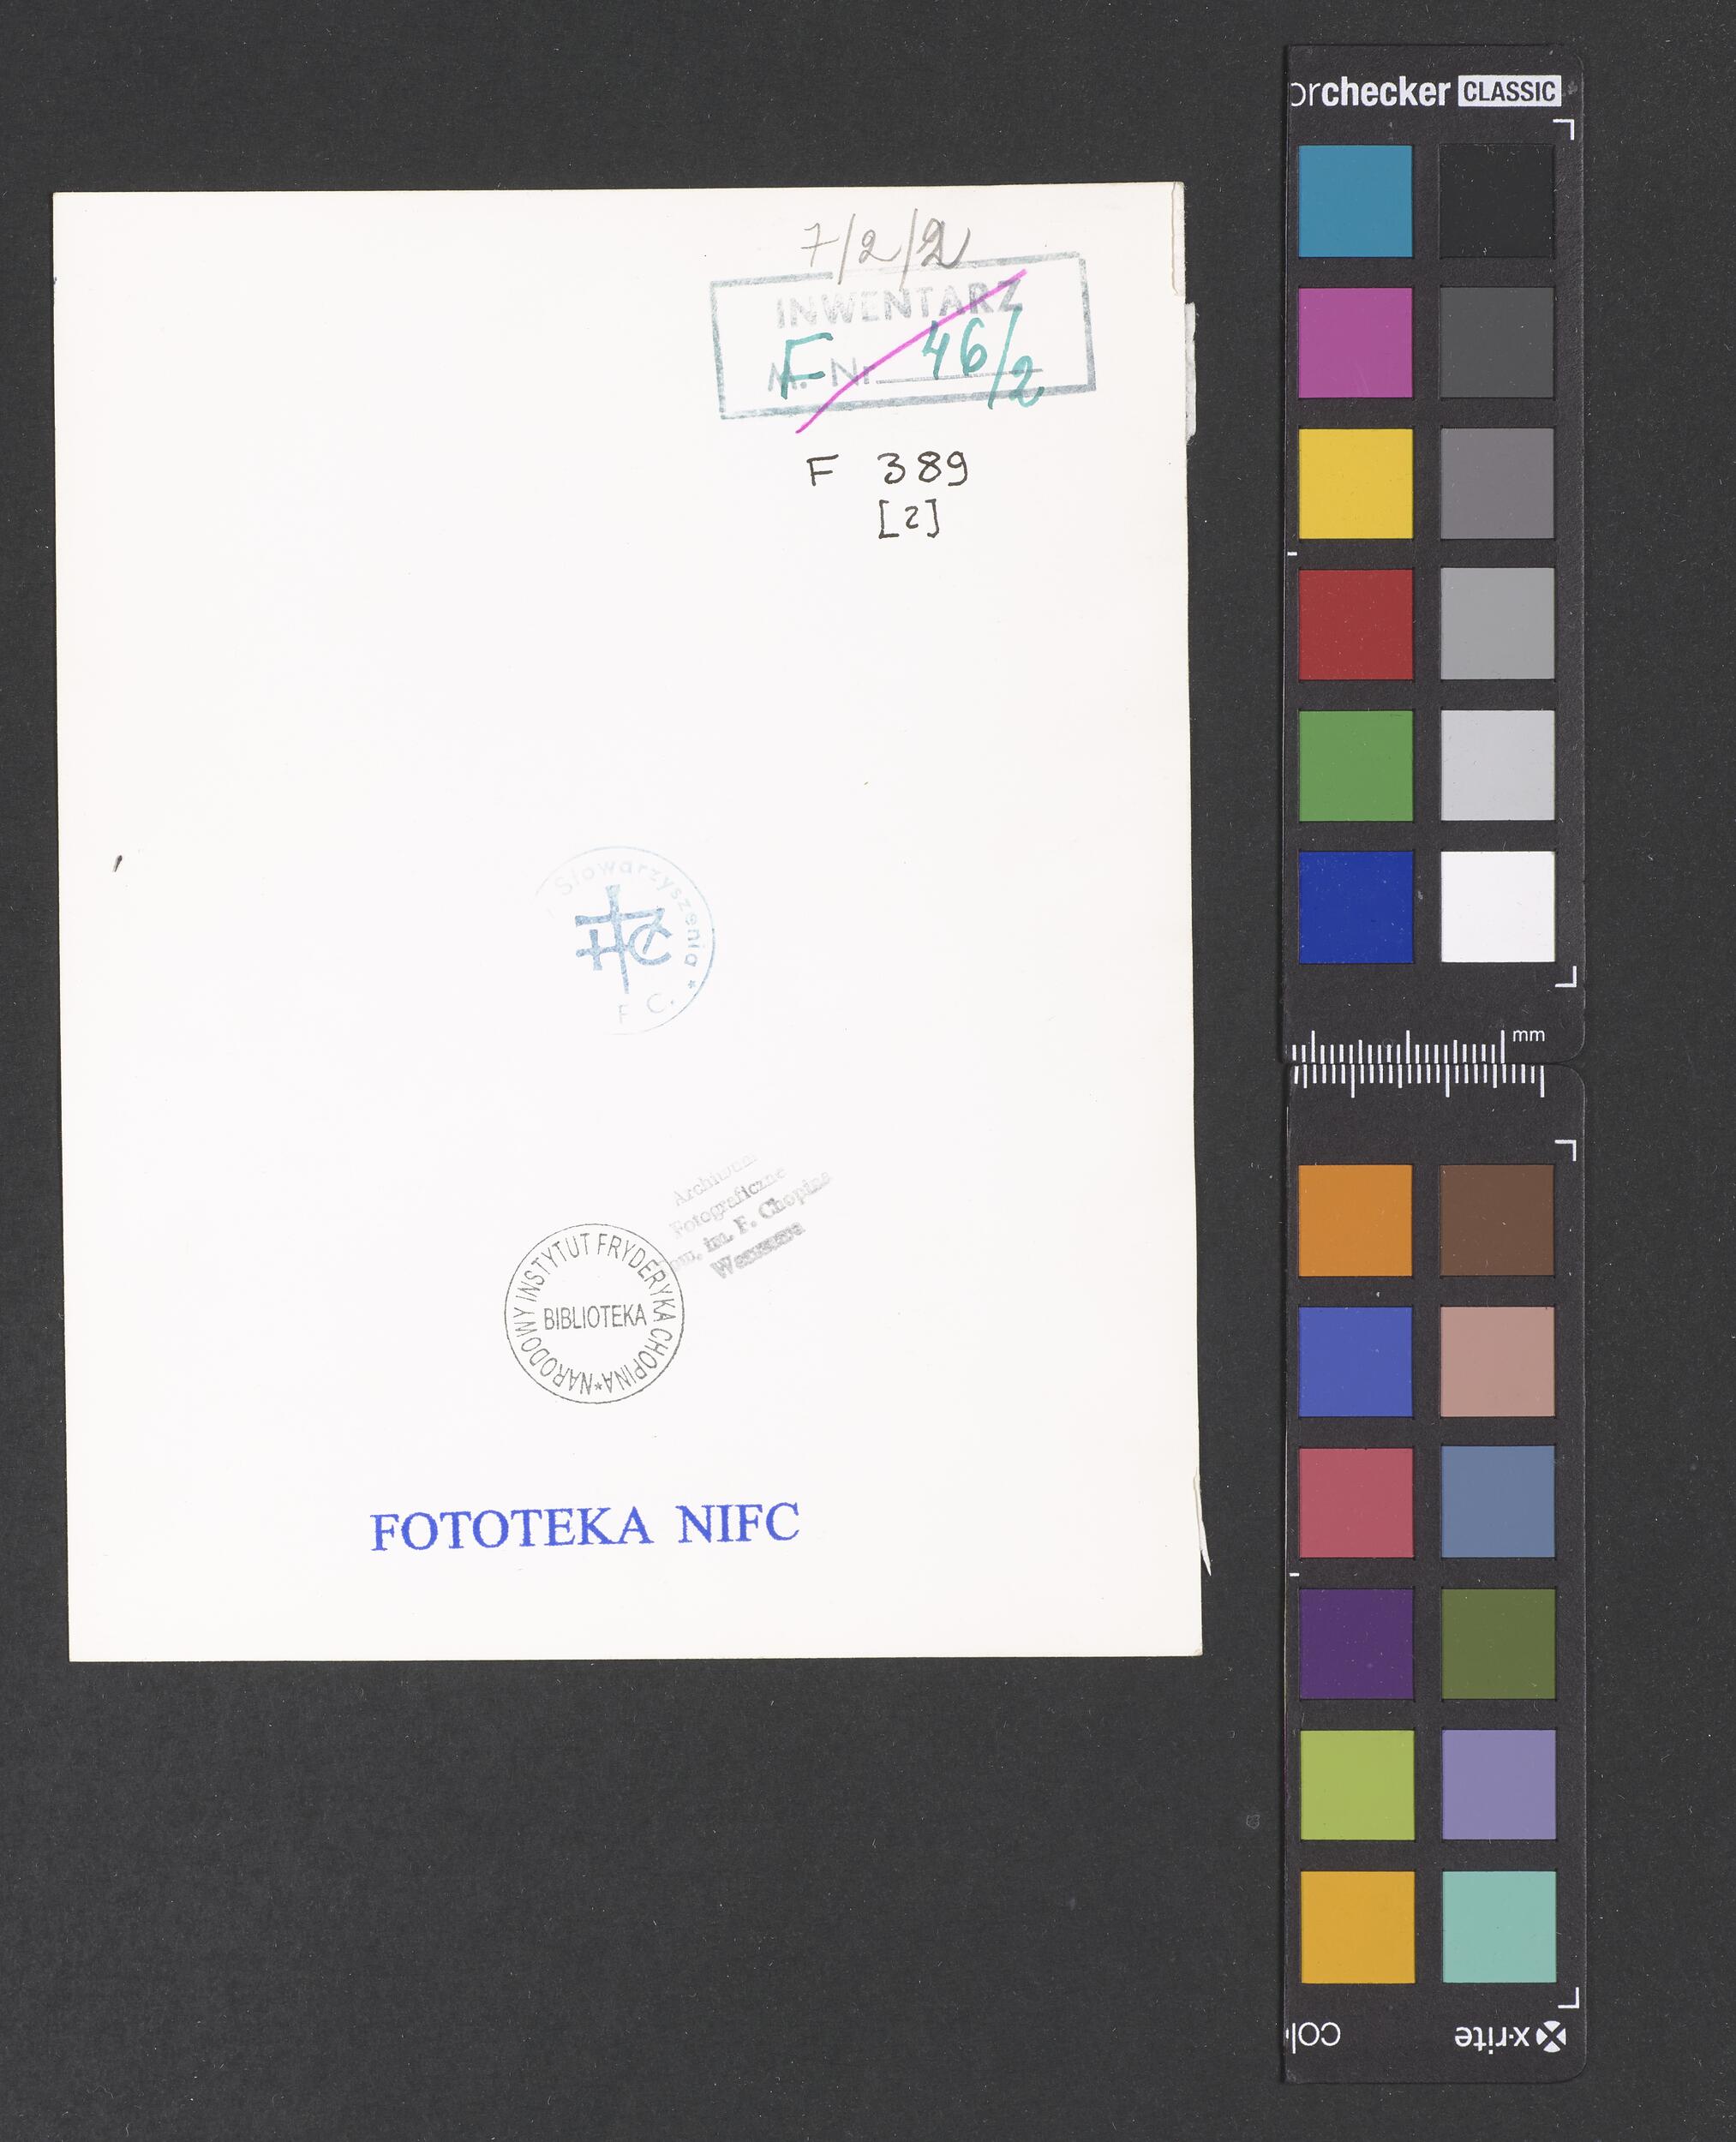 7/2/2
INWENTARZ
F Nr 46/2
F 389
[2]
Stowarzyszenia *
F C.
Archiwum
Fotograficzne
im. F. Chopina
Warszawa
NARODOWY INSTYTUT FRYDERYKA CHOPINA *
BIBLIOTEKA
FOTOTEKA NIFC
orchecker CLASSIC
mm
x-rite
col